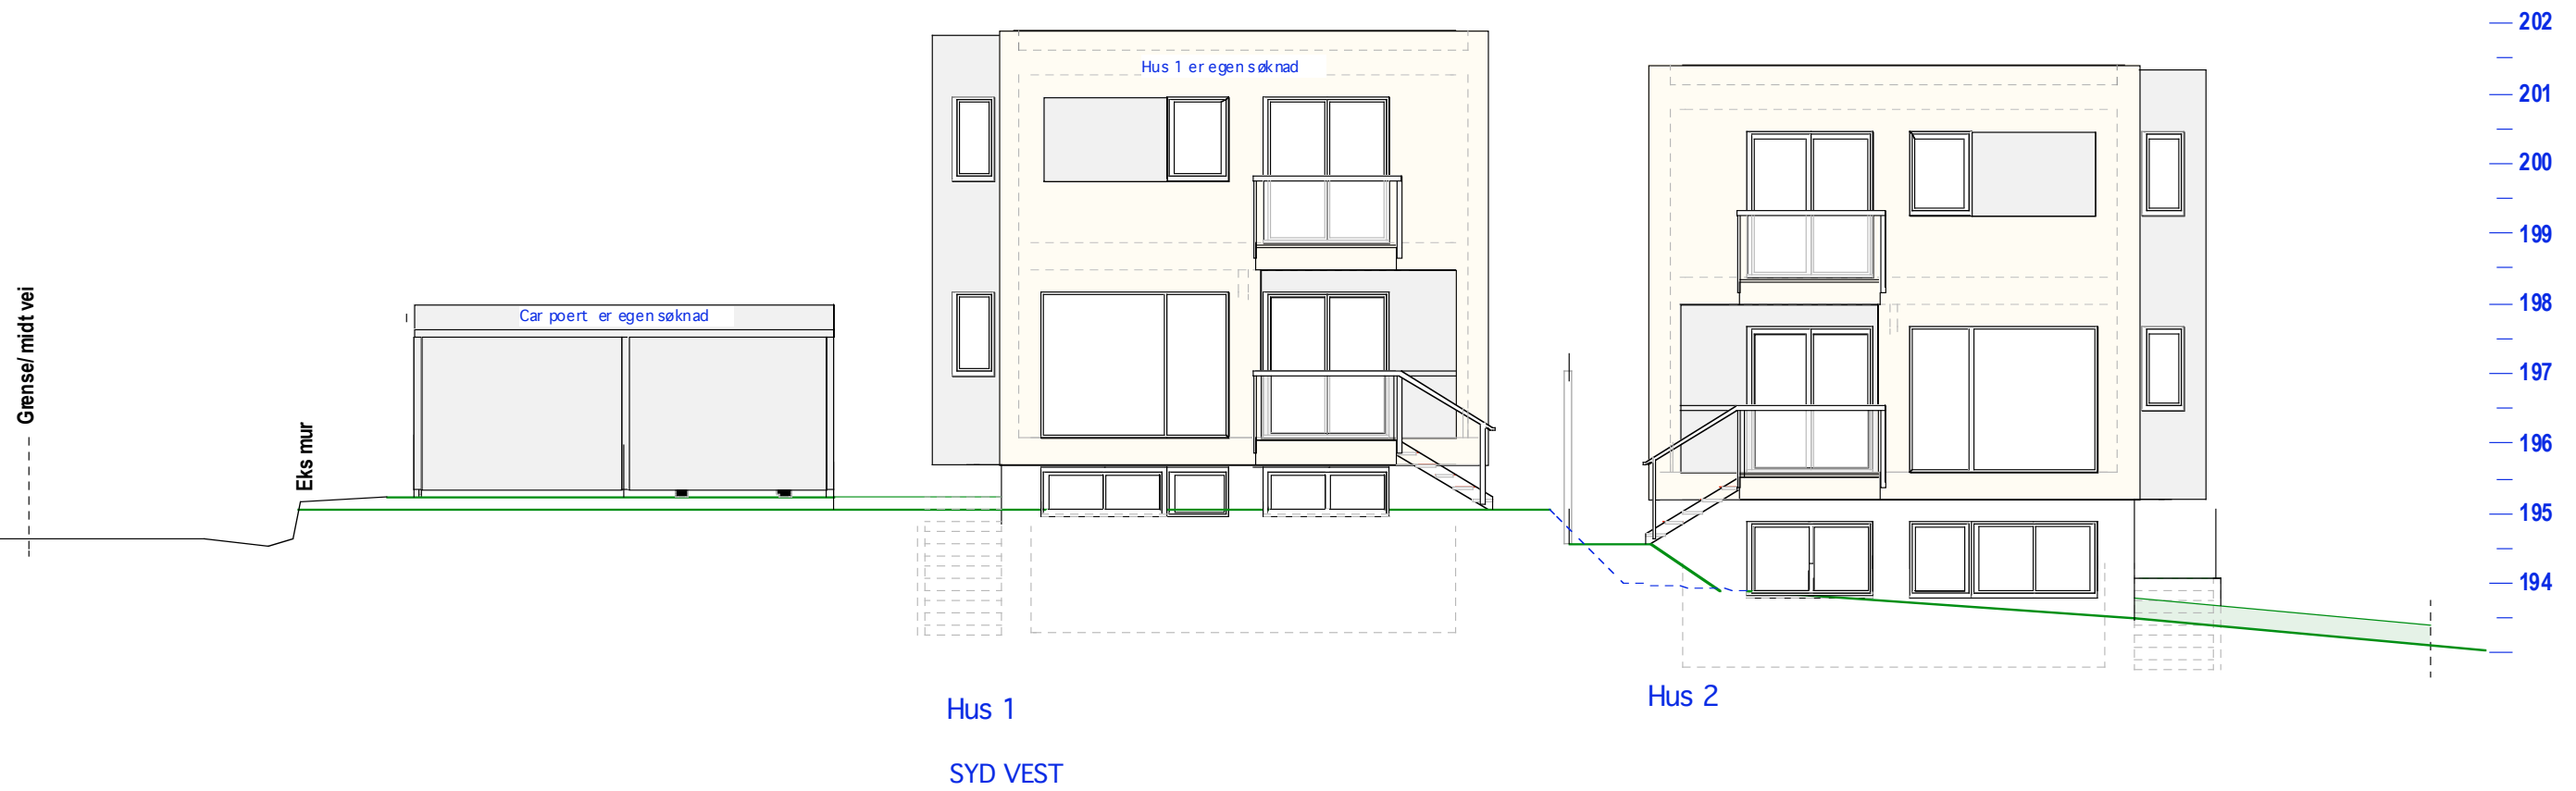 202
Hus 1 er egen søknad
201
200
199
Grense/ midt vei
198
Car poert er egen søknad
197
Eks mur
196
195
194
Hus 1
Hus 2
SYD VEST